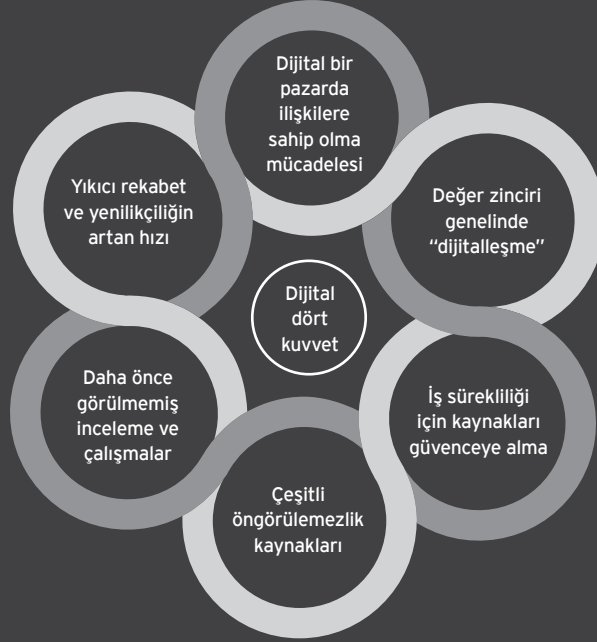 Dijital bir
pazarda
ilişkilere
sahip olma
mücadelesi
Yıkıcı rekabet
ve yenilikçiliğin
artan hızı
Değer zinciri
genelinde
“dijitalleşme”
Dijital
dört
kuvvet
Daha önce
görülmemiş
inceleme ve
çalışmalar
İş sürekliliği
için kaynakları
güvenceye alma
Çeşitli
öngörülemezlik
kaynakları